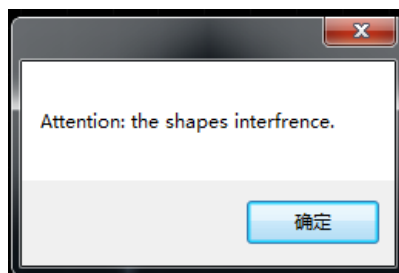 Attention: the shapes interfrence.
确定